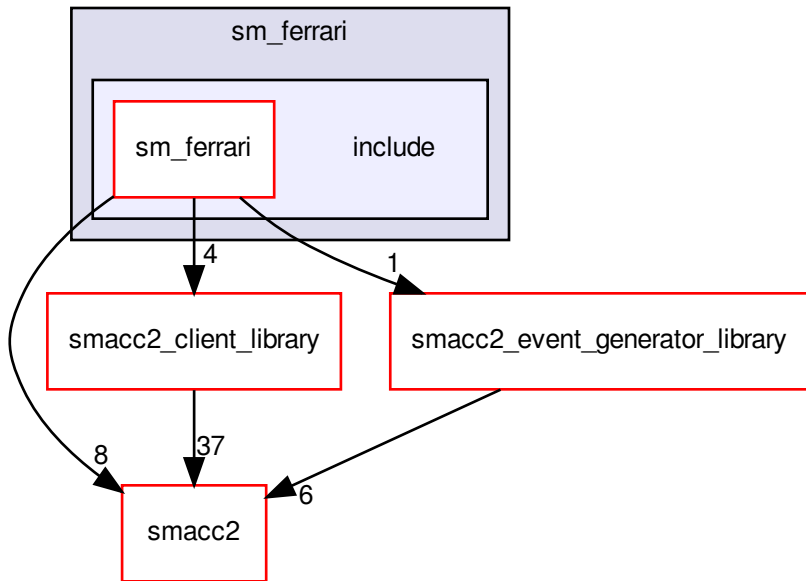 sm_ferrari
sm_ferrari
include
4
1
smacc2_client_library
smacc2_event_generator_library
8
37
6
smacc2